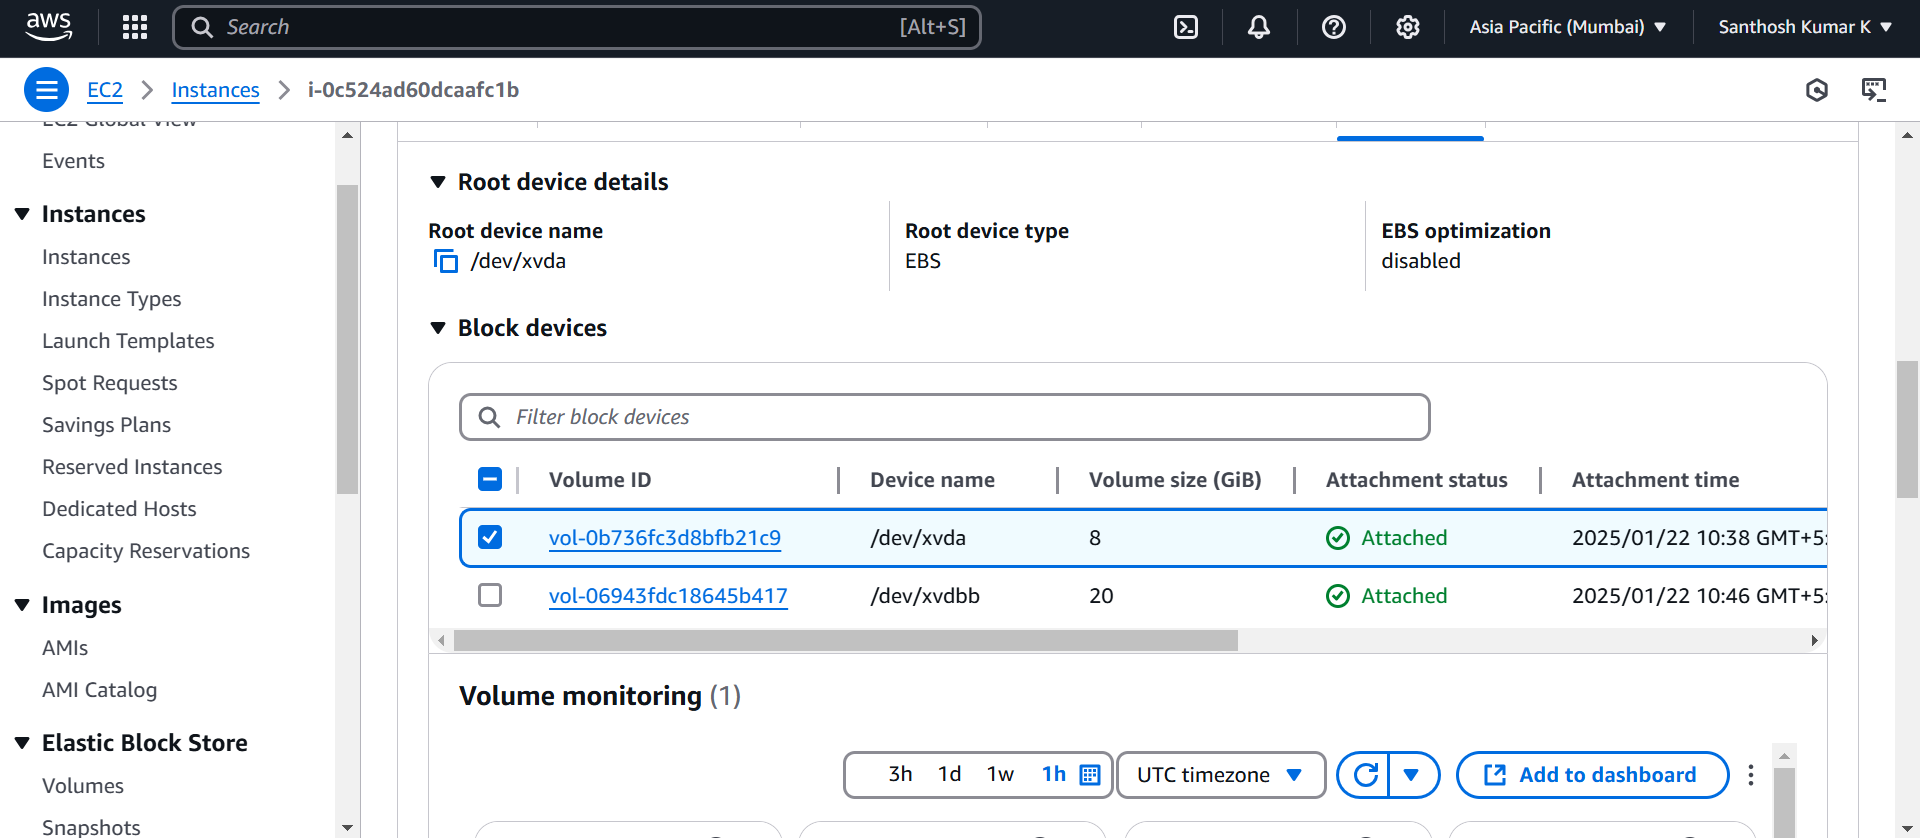 aws
Search [Alt+S]
Asia Pacific (Mumbai)
Santhosh Kumar K
EC2
Instances
i-0c524ad60dcaafc1b
EC2 Global View
Events
Instances
Instances
Instance Types
Launch Templates
Spot Requests
Savings Plans
Reserved Instances
Dedicated Hosts
Capacity Reservations
Images
AMIs
AMI Catalog
Elastic Block Store
Volumes
Snapshots
Root device details
Root device name
/dev/xvda
Root device type
EBS
EBS optimization
disabled
Block devices
Filter block devices
Volume ID Device name Volume size (GiB) Attachment status Attachment time
vol-0b736fc3d8bfb21c9 /dev/xvda 8 Attached 2025/01/22 10:38 GMT+5:
vol-06943fdc18645b417 /dev/xvdbb 20 Attached 2025/01/22 10:46 GMT+5:
Volume monitoring (1)
3h 1d 1w 1h UTC timezone Add to dashboard